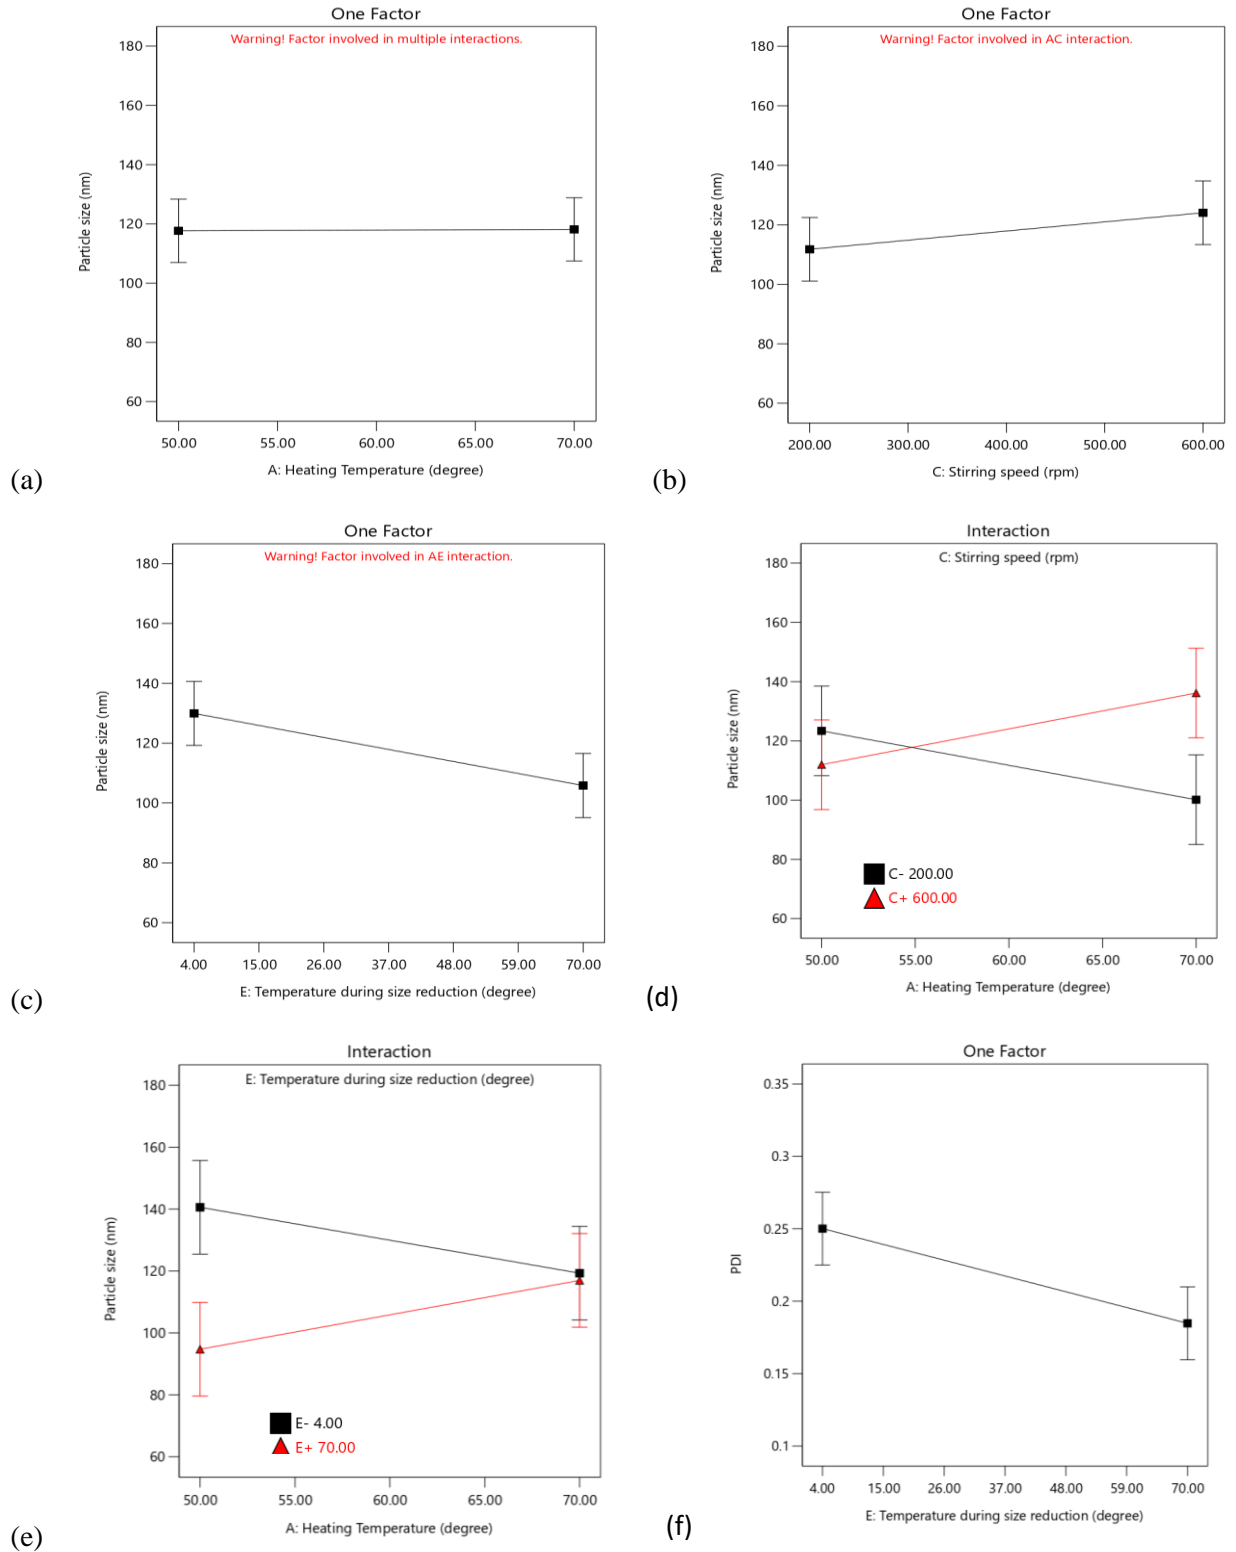 One Factor
Warning! Factor involved in multiple interactions.
180
160
140
120
100
80
60
Particle size (nm)
50.00 55.00 60.00 65.00 70.00
A: Heating Temperature (degree)
(a)
One Factor
Warning! Factor involved in AC interaction.
180
160
140
120
100
80
60
Particle size (nm)
200.00 300.00 400.00 500.00 600.00
C: Stirring speed (rpm)
(b)
One Factor
Warning! Factor involved in AE interaction.
180
160
140
120
100
80
60
Particle size (nm)
4.00 15.00 26.00 37.00 48.00 59.00 70.00
E: Temperature during size reduction (degree)
(c)
Interaction
C: Stirring speed (rpm)
180
160
140
120
100
80
60
Particle size (nm)
C- 200.00
C+ 600.00
50.00 55.00 60.00 65.00 70.00
A: Heating Temperature (degree)
(d)
Interaction
E: Temperature during size reduction (degree)
180
160
140
120
100
80
60
Particle size (nm)
E- 4.00
E+ 70.00
50.00 55.00 60.00 65.00 70.00
A: Heating Temperature (degree)
(e)
One Factor
0.35
0.3
0.25
0.2
0.15
0.1
PDI
4.00 15.00 26.00 37.00 48.00 59.00 70.00
E: Temperature during size reduction (degree)
(f)